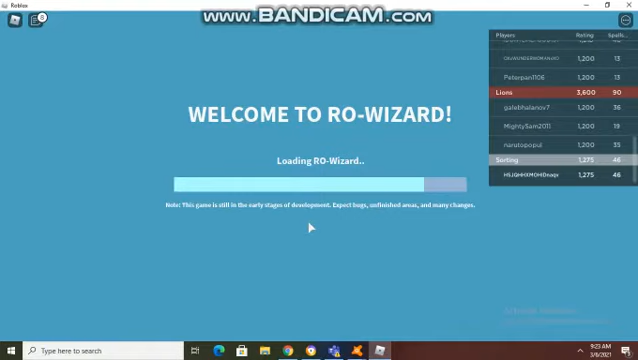 Roblox
www.BANDICAM.com
8
Players Rating Spells..
1,200 13
Peterpan1106 1,200 13
Lions 3,600 90
galebhalanov7 1,200 36
MightySam2011 1,200 19
narutopopul 1,200 35
Sorting 1,275 46
1,275 46
WELCOME TO RO-WIZARD!
Loading RO-Wizard..
Note: This game is still in the early stages of development. Expect bugs, unfinished areas, and many changes.
Type here to search
9:23 AM
3/6/2021